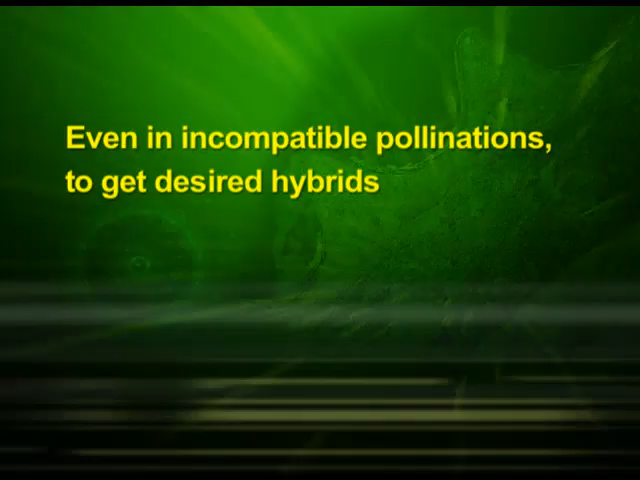 Even in incompatible pollinations,
to get desired hybrids